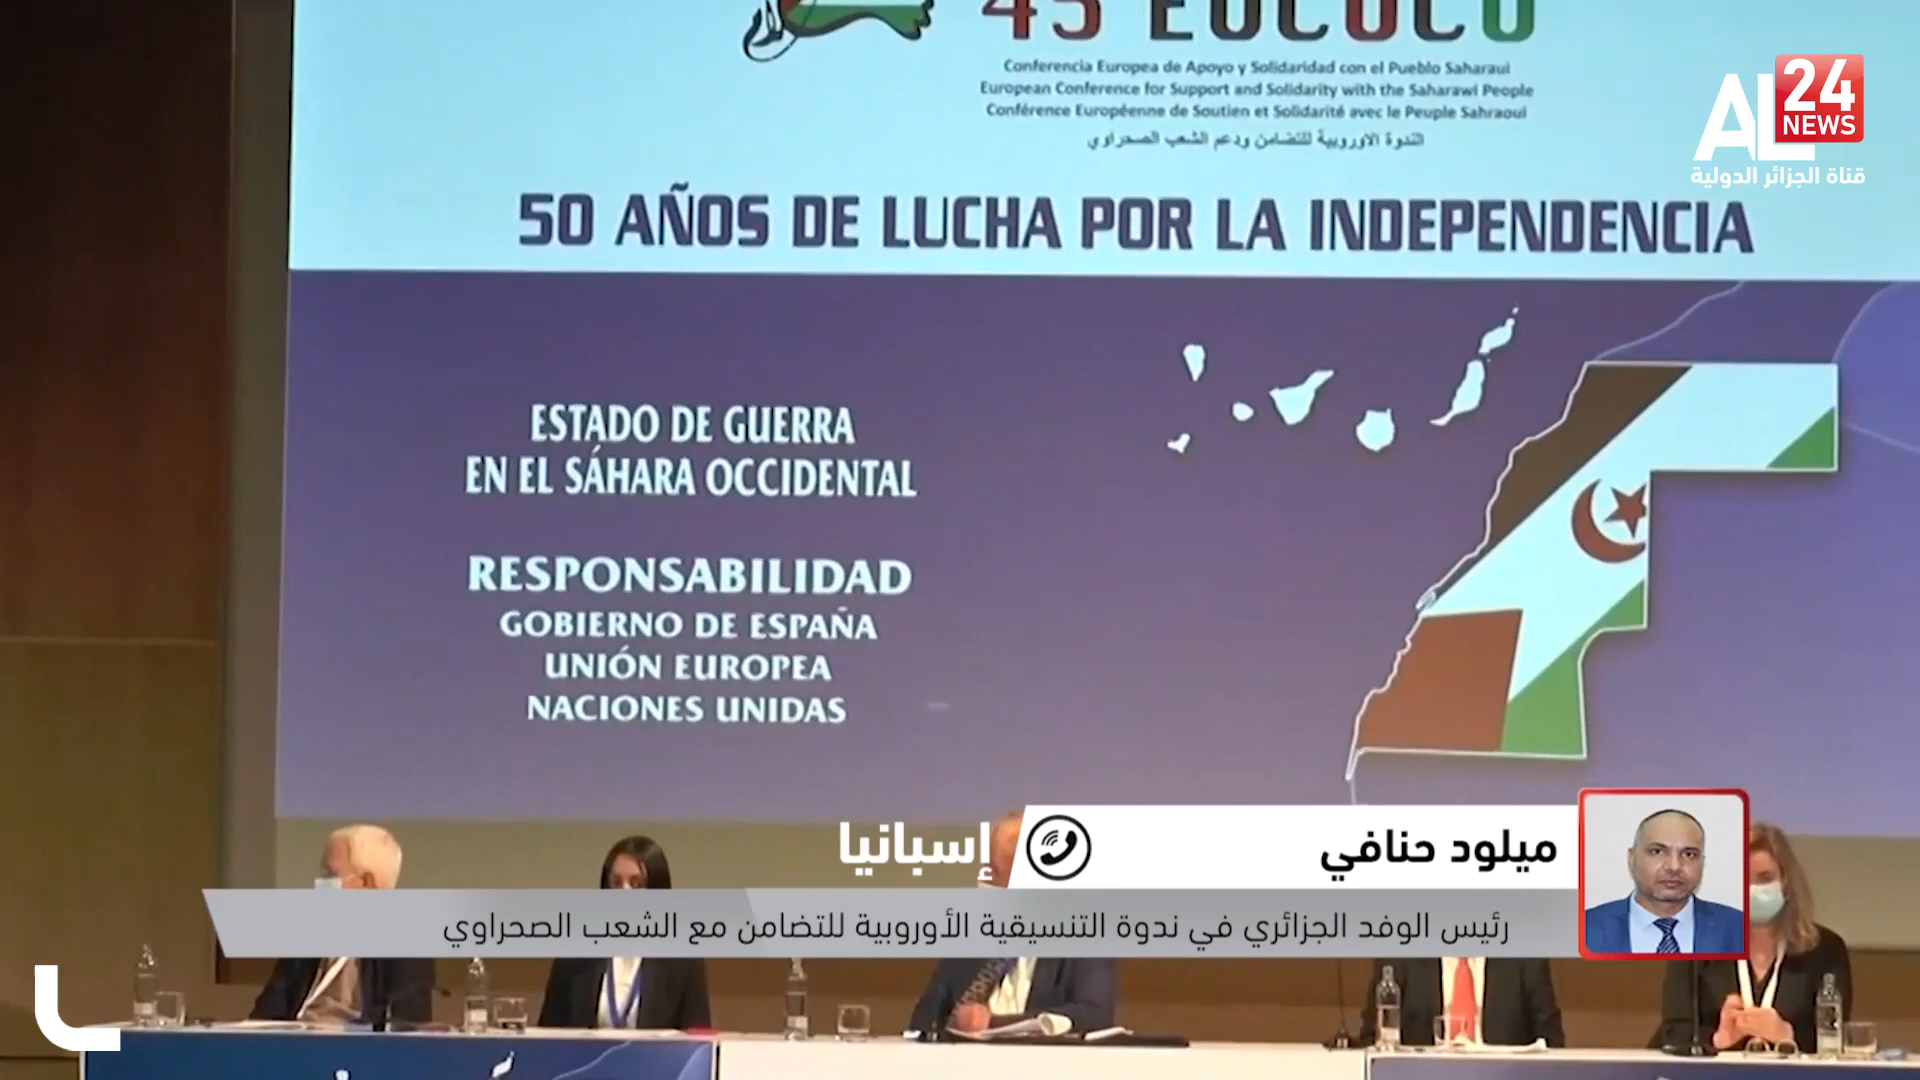 45 EUCOCO
Conferencia Europea de Apoyo y Solidaridad con el Pueblo Saharaui
European Conference for Support and Solidarity with the Saharawi People
Conférence Européenne de Soutien et Solidarité avec le Peuple Sahraoui
الندوة الاوروبية للتضامن ودعم الشعب الصحراوي
AL
24
NEWS
قناة الجزائر الدولية
50 AÑOS DE LUCHA POR LA INDEPENDENCIA
ESTADO DE GUERRA
EN EL SÁHARA OCCIDENTAL
RESPONSABILIDAD
GOBIERNO DE ESPAÑA
UNIÓN EUROPEA
NACIONES UNIDAS
ميلود حنافي
إسبانيا
رئيس الوفد الجزائري في ندوة التنسيقية الأوروبية للتضامن مع الشعب الصحراوي